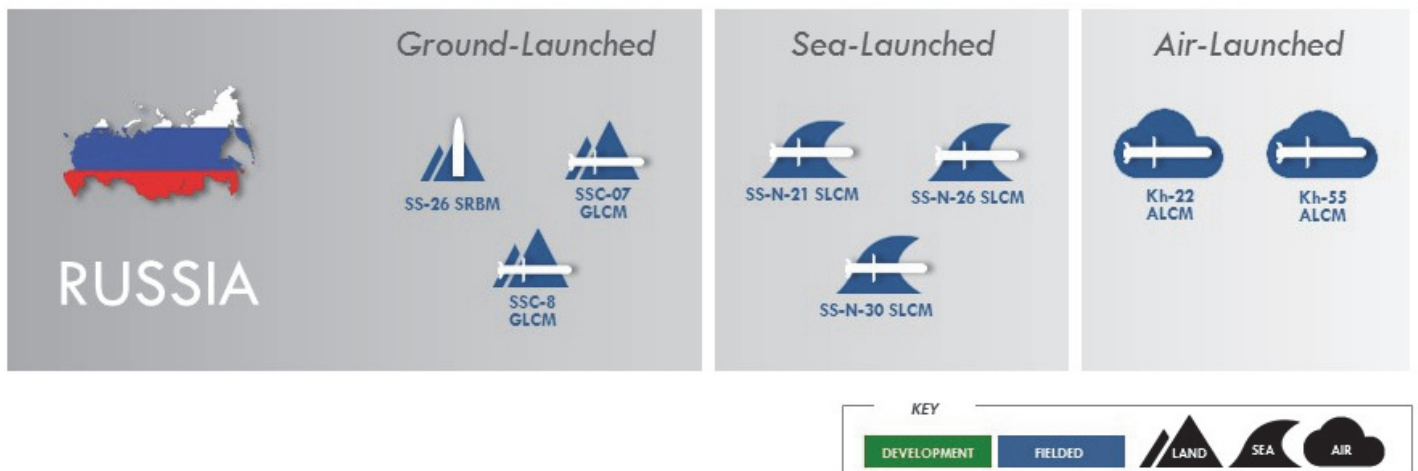 Ground-Launched
Sea-Launched
Air-Launched
RUSSIA
SS-26 SRBM
SSC-07
GLCM
SSC-8
GLCM
SS-N-21 SLCM
SS-N-26 SLCM
SS-N-30 SLCM
Kh-22
ALCM
Kh-55
ALCM
KEY
DEVELOPMENT
FIELDED
LAND
SEA
AIR